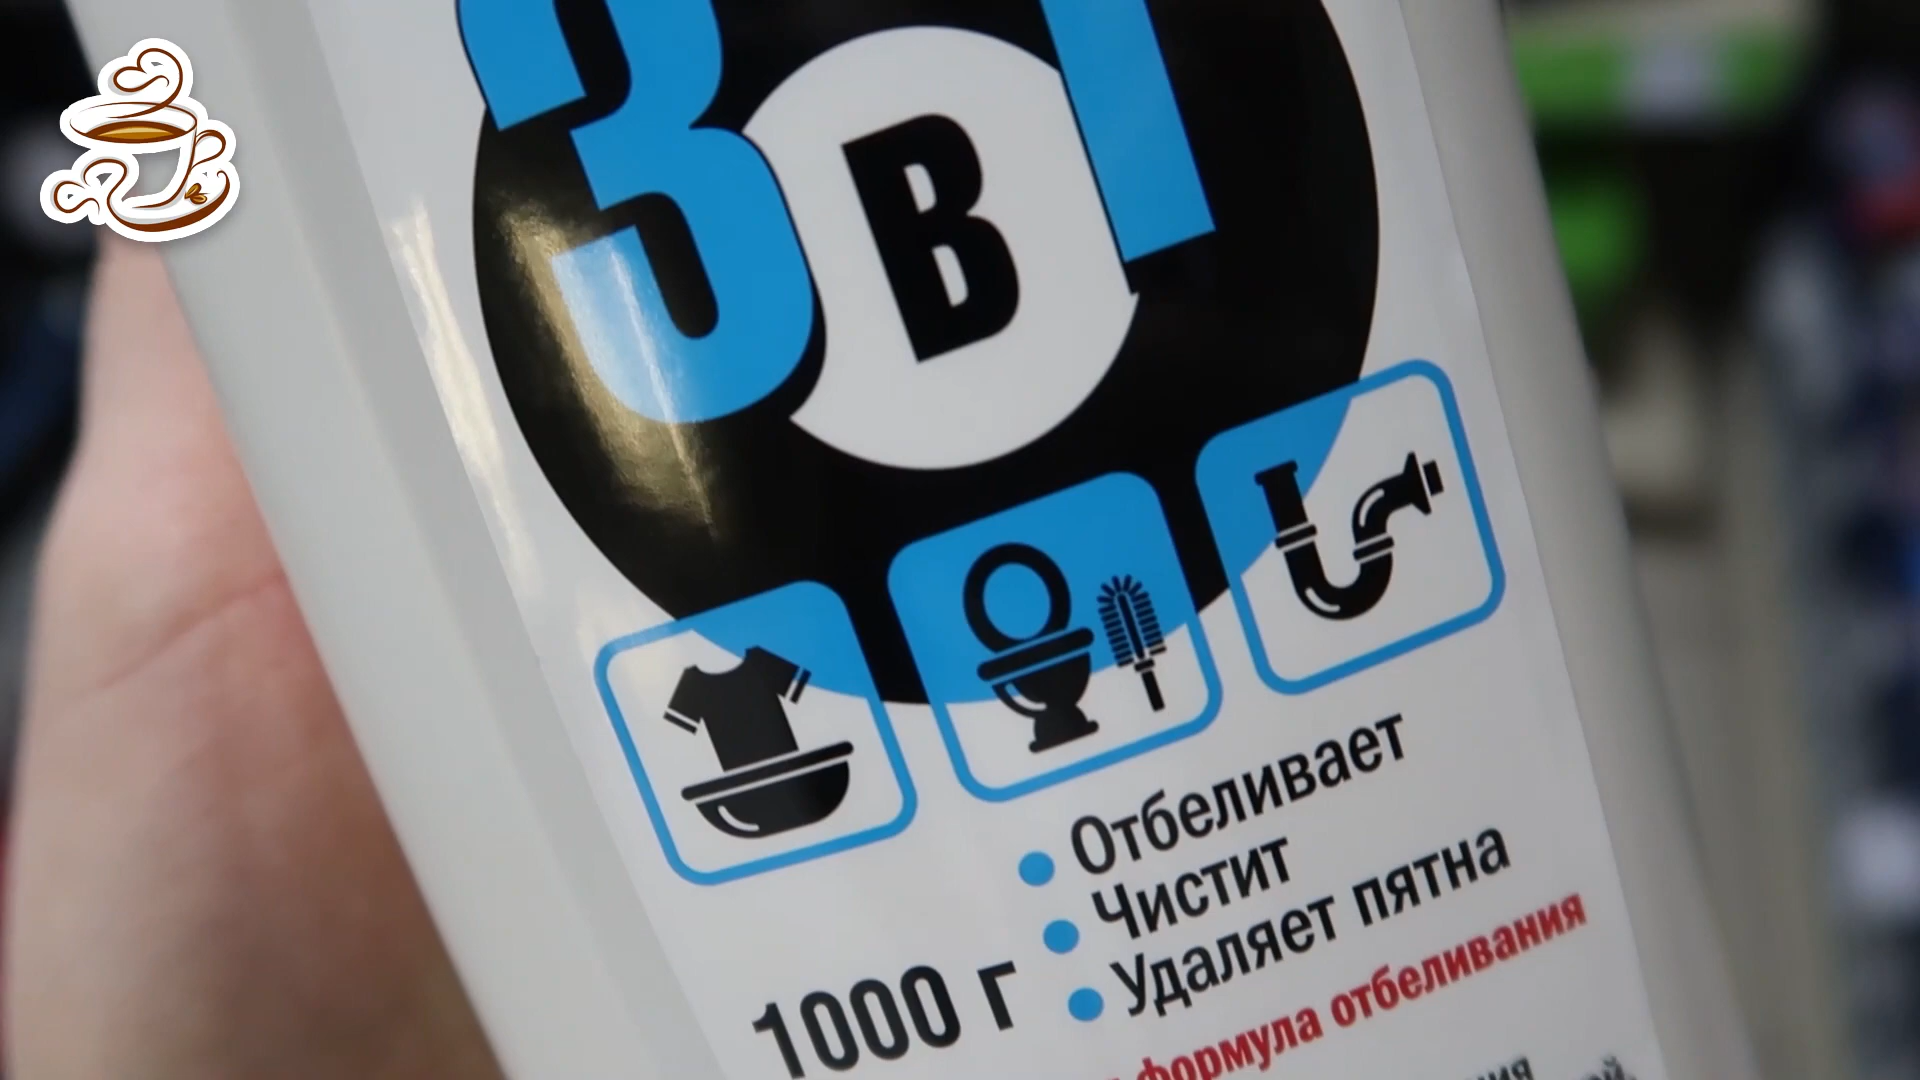 3 в 1
Отбеливает
Чистит
Удаляет пятна
1000 г
формула отбеливания